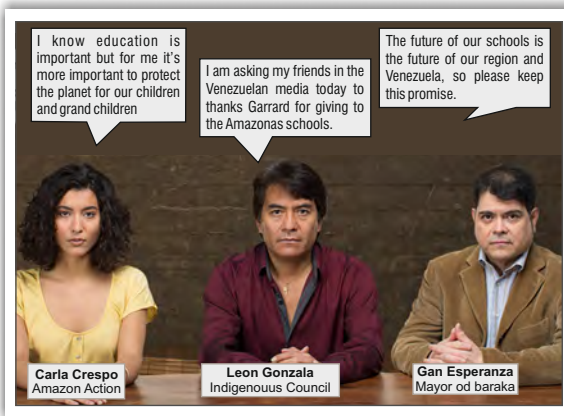 I know education is
important but for me it's
more important to protect
the planet for our children
and grand children
I am asking my friends in the
Venezuelan media today to
thanks Garrard for giving to
the Amazonas schools.
The future of our schools is
the future of our region and
Venezuela, so please keep
this promise.
Carla Crespo
Amazon Action
Leon Gonzala
Indigenouus Council
Gan Esperanza
Mayor od baraka